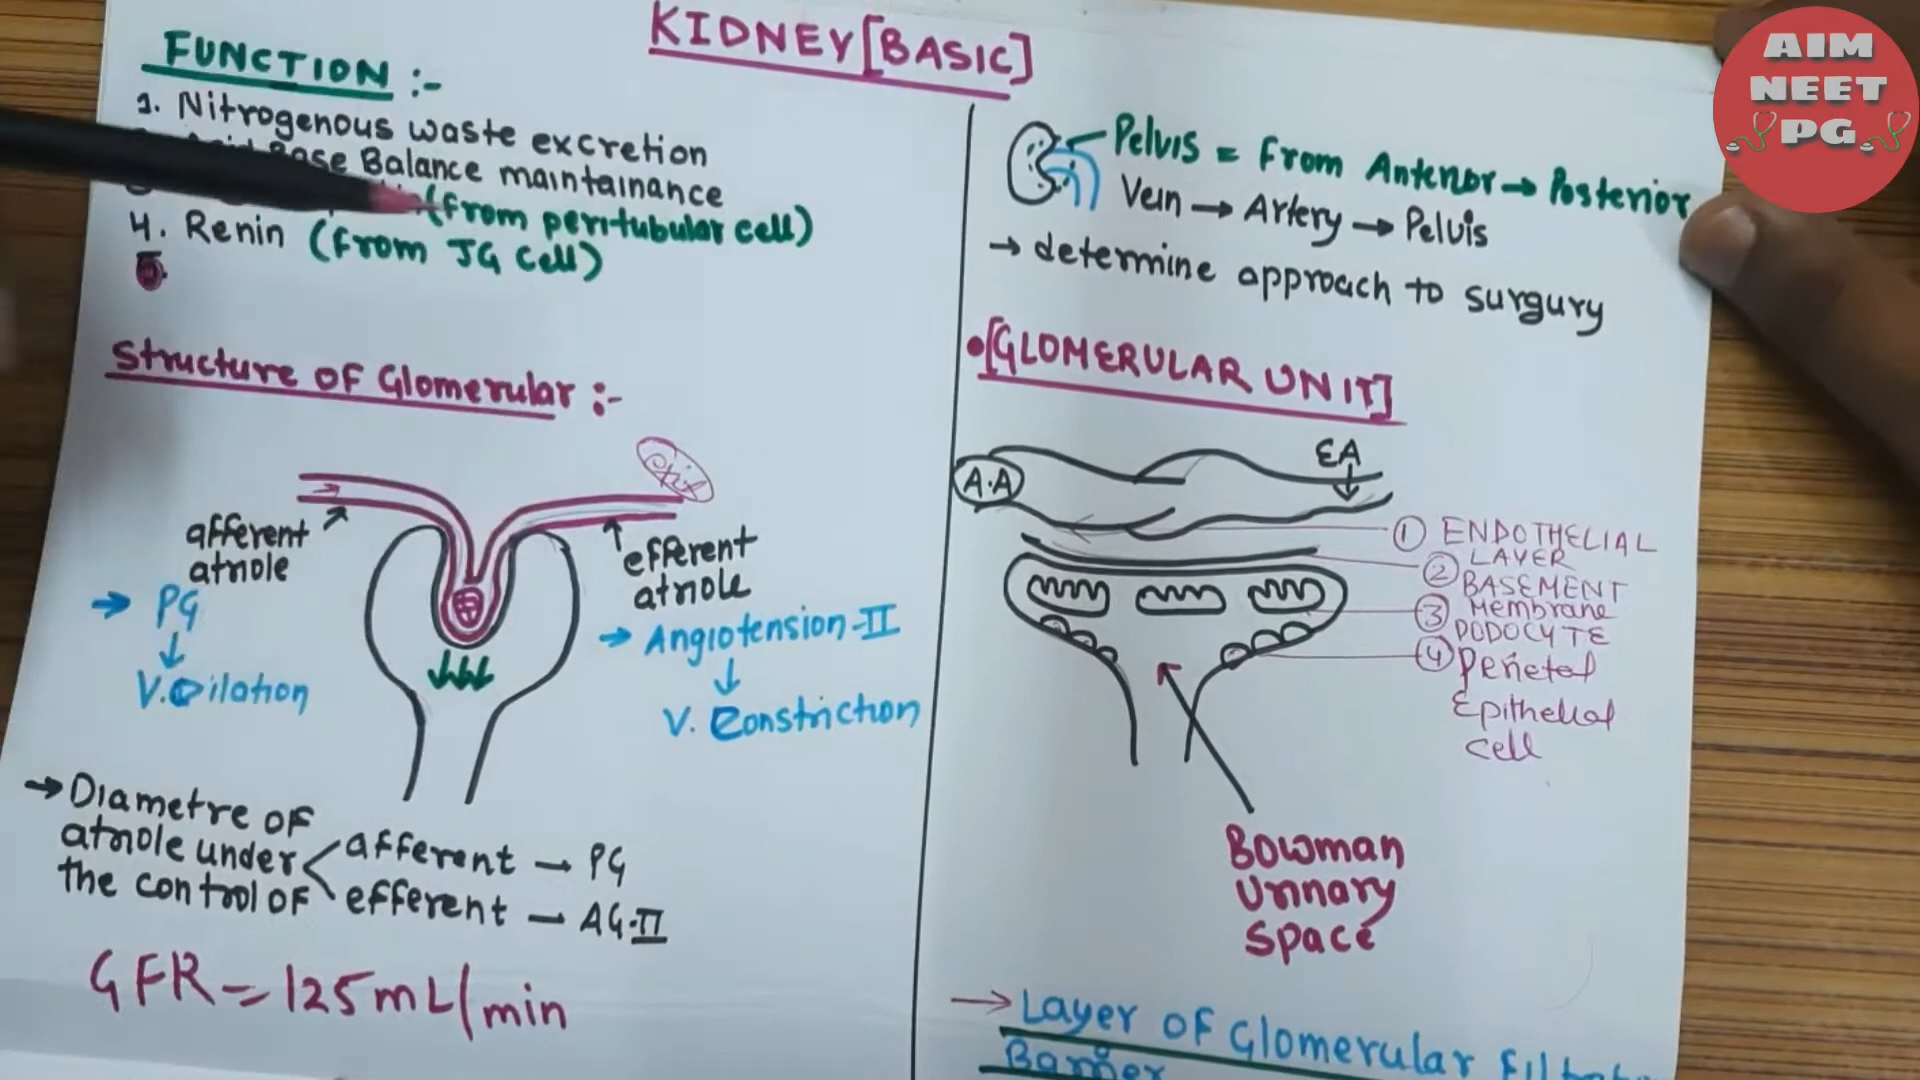 KIDNEY [BASIC]
FUNCTION :-
1. Nitrogenous waste excretion
Base Balance maintainance
(from peritubular cell)
4. Renin (from JG Cell)
5.
Structure of Glomerular :-
exit
afferent
atriole
→ PG
↓
V. Dilation
efferent
atriole
→ Angiotension-II
↓
V. Constriction
→ Diametre of
atriole under
the control of
afferent → PG
efferent → AG-II
GFR = 125 mL/min
Pelvis = From Anterior → Posterior
Vein → Artery → Pelvis
→ determine approach to surgury
•[GLOMERULAR UNIT]
A.A
EA
① ENDOTHELIAL
LAYER
② BASEMENT
Membrane
③ PODOCYTE
④ Perietal
Epithelial
cell
Bowman
Urinary
Space
→ Layer of Glomerular
Barrier
AIM
NEET
PG